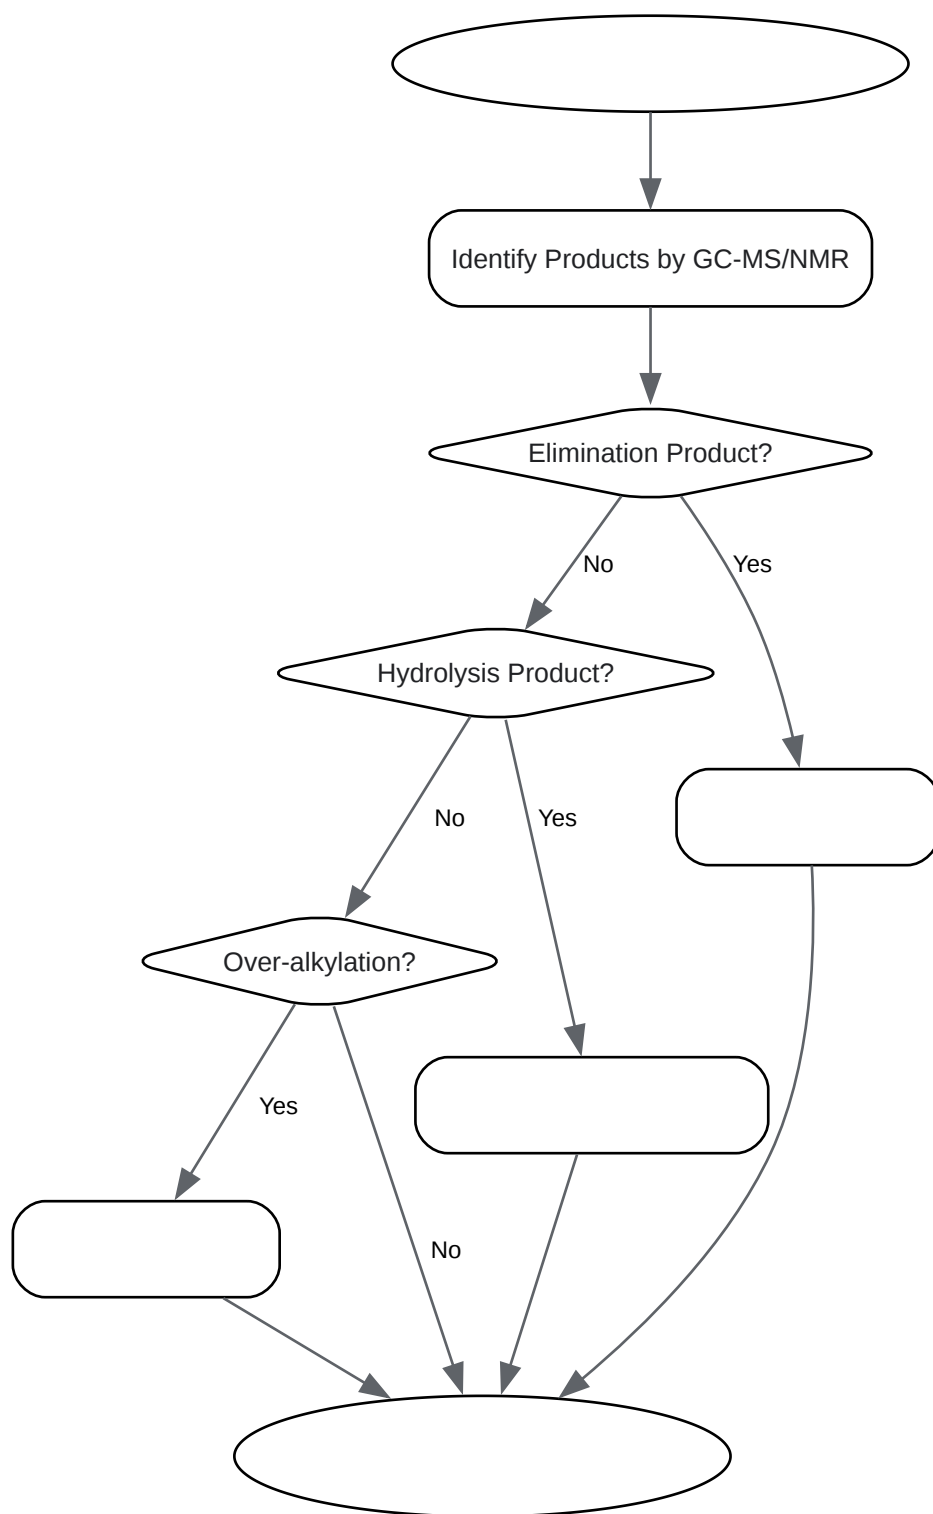 Identify Products by GC-MS/NMR
Elimination Product?
No
Yes
Hydrolysis Product?
No
Yes
Over-alkylation?
Yes
No